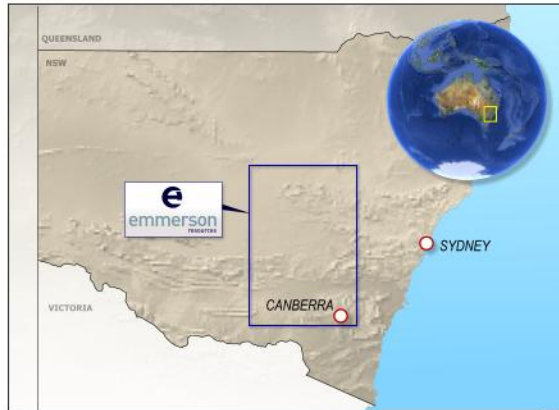 QUEENSLAND
NSW
e
emmerson
resources
SYDNEY
CANBERRA
VICTORIA